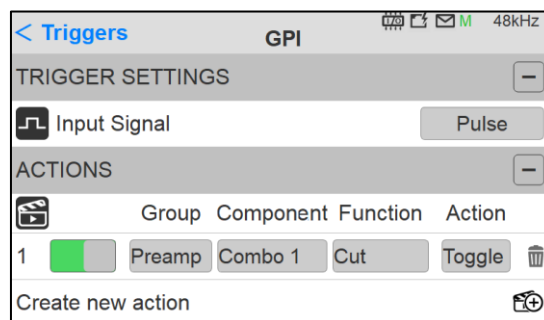 < Triggers
GPI
M 48kHz
TRIGGER SETTINGS
Input Signal Pulse
ACTIONS
Group Component Function Action
1 Preamp Combo 1 Cut Toggle
Create new action